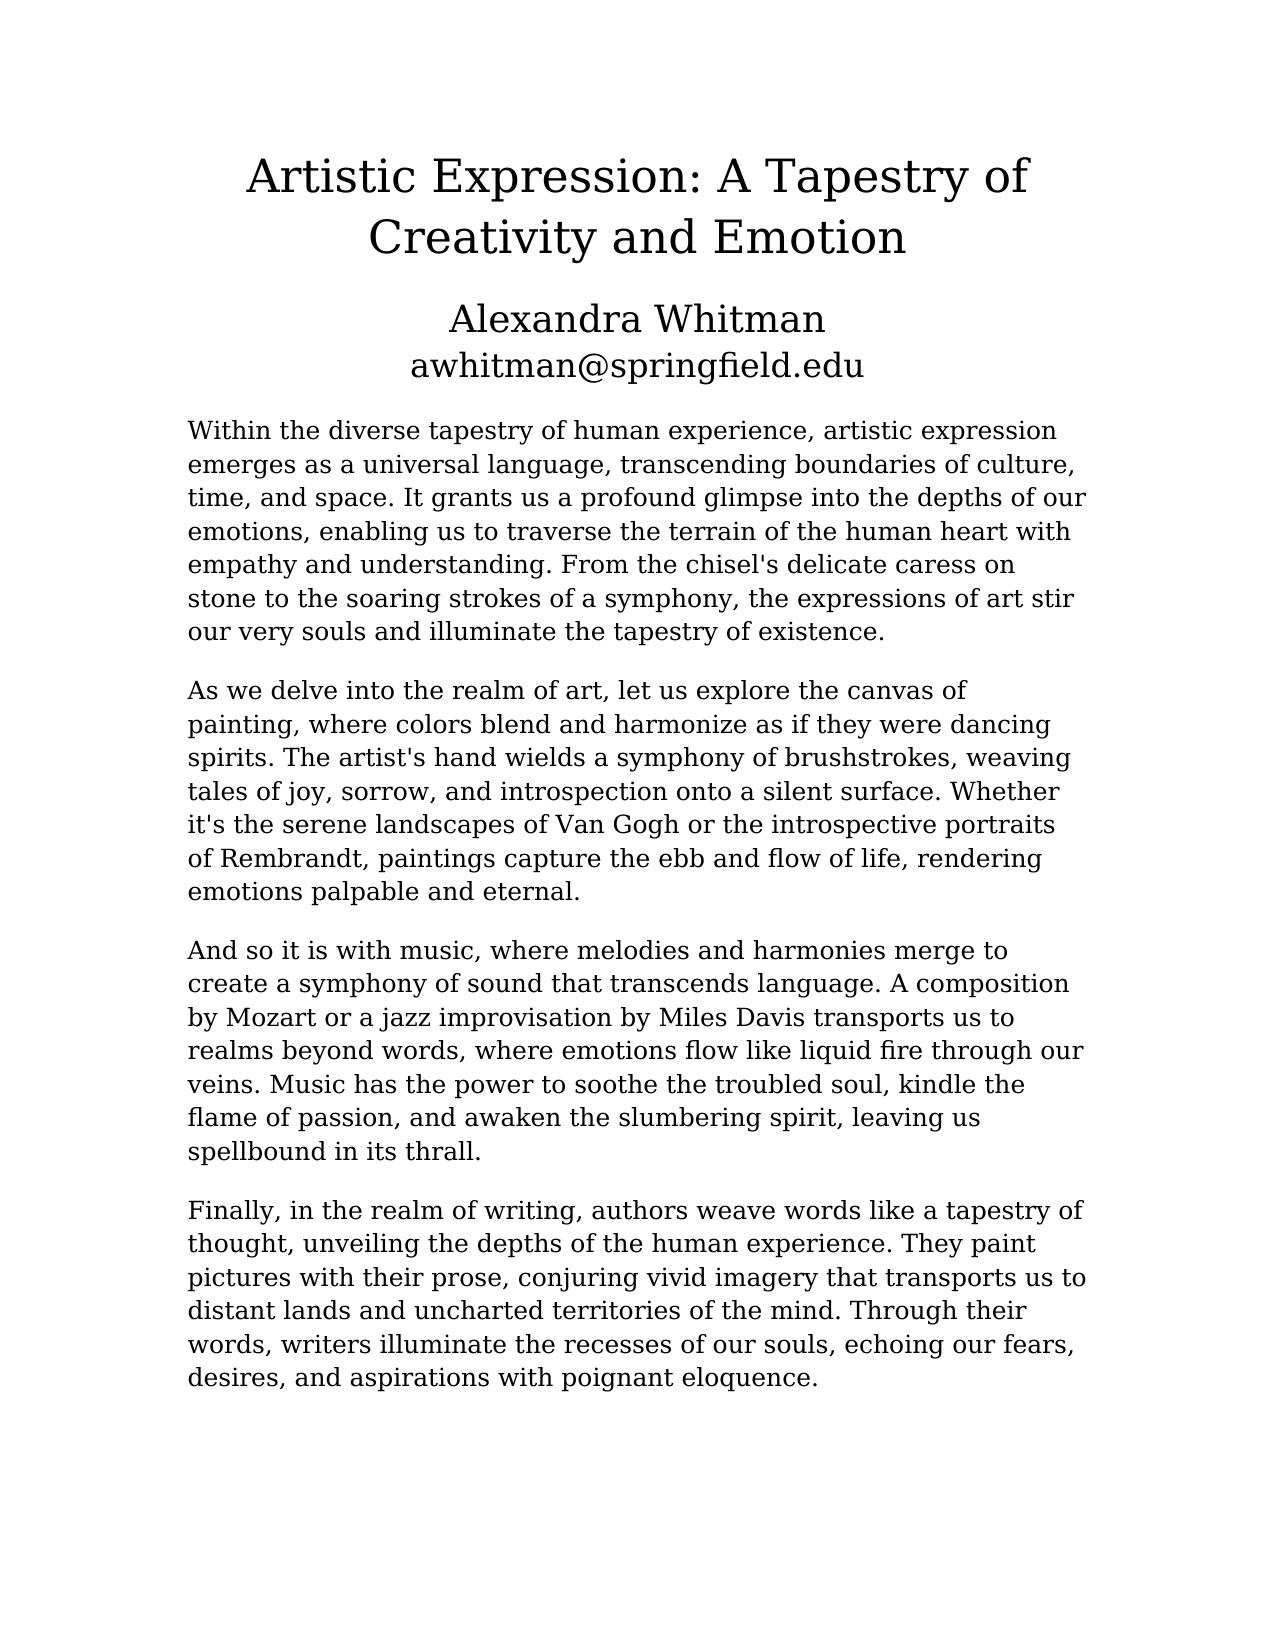 Artistic Expression: A Tapestry of
Creativity and Emotion
Alexandra Whitman
awhitman@springfield.edu
Within the diverse tapestry of human experience, artistic expression
emerges as a universal language, transcending boundaries of culture,
time, and space. It grants us a profound glimpse into the depths of our
emotions, enabling us to traverse the terrain of the human heart with
empathy and understanding. From the chisel's delicate caress on
stone to the soaring strokes of a symphony, the expressions of art stir
our very souls and illuminate the tapestry of existence.
As we delve into the realm of art, let us explore the canvas of
painting, where colors blend and harmonize as if they were dancing
spirits. The artist's hand wields a symphony of brushstrokes, weaving
tales of joy, sorrow, and introspection onto a silent surface. Whether
it's the serene landscapes of Van Gogh or the introspective portraits
of Rembrandt, paintings capture the ebb and flow of life, rendering
emotions palpable and eternal.
And so it is with music, where melodies and harmonies merge to
create a symphony of sound that transcends language. A composition
by Mozart or a jazz improvisation by Miles Davis transports us to
realms beyond words, where emotions flow like liquid fire through our
veins. Music has the power to soothe the troubled soul, kindle the
flame of passion, and awaken the slumbering spirit, leaving us
spellbound in its thrall.
Finally, in the realm of writing, authors weave words like a tapestry of
thought, unveiling the depths of the human experience. They paint
pictures with their prose, conjuring vivid imagery that transports us to
distant lands and uncharted territories of the mind. Through their
words, writers illuminate the recesses of our souls, echoing our fears,
desires, and aspirations with poignant eloquence.